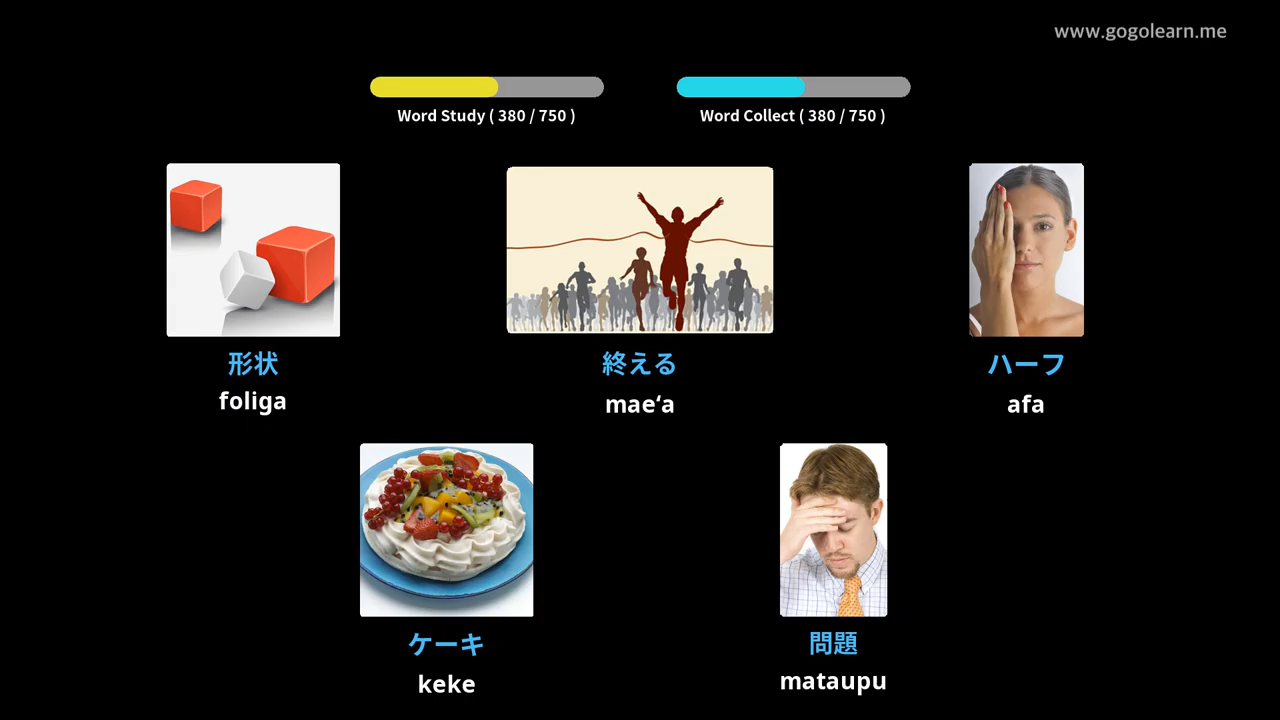 www.gogolearn.me
Word Study ( 380 / 750 )
Word Collect ( 380 / 750 )
形状
foliga
終える
mae‘a
ハーフ
afa
ケーキ
keke
問題
mataupu